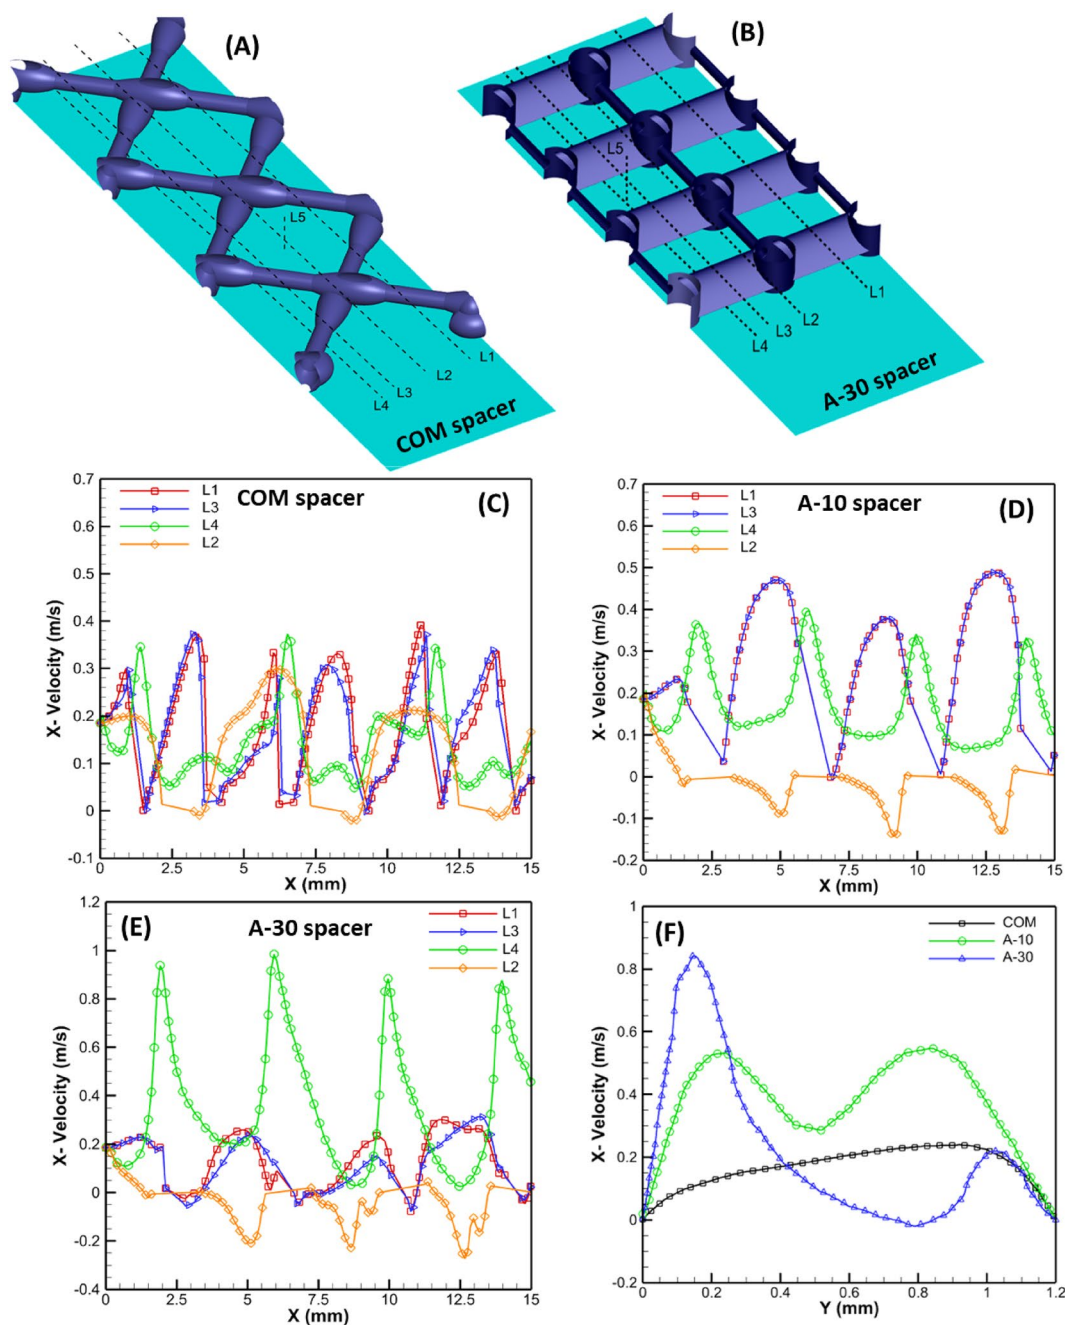 (A)
L5
L1
L2
L3
L4
COM spacer
(B)
L5
L1
L2
L3
L4
A-30 spacer
COM spacer
(C)
L1
L3
L4
L2
0.7
0.6
0.5
0.4
0.3
0.2
0.1
0
-0.1
X- Velocity (m/s)
0 2.5 5 7.5 10 12.5 15
X (mm)
A-10 spacer
(D)
L1
L3
L4
L2
0.7
0.6
0.5
0.4
0.3
0.2
0.1
0
-0.1
-0.2
X- Velocity (m/s)
0 2.5 5 7.5 10 12.5 15
X (mm)
(E)
A-30 spacer
L1
L3
L4
L2
1.2
1
0.8
0.6
0.4
0.2
0
0.2
-0.4
X- Velocity (m/s)
0 2.5 5 7.5 10 12.5 15
X (mm)
(F)
COM
A-10
A-30
1
0.8
0.6
0.4
0.2
0
-0.2
X- Velocity (m/s)
0 0.2 0.4 0.6 0.8 1 1.2
Y (mm)